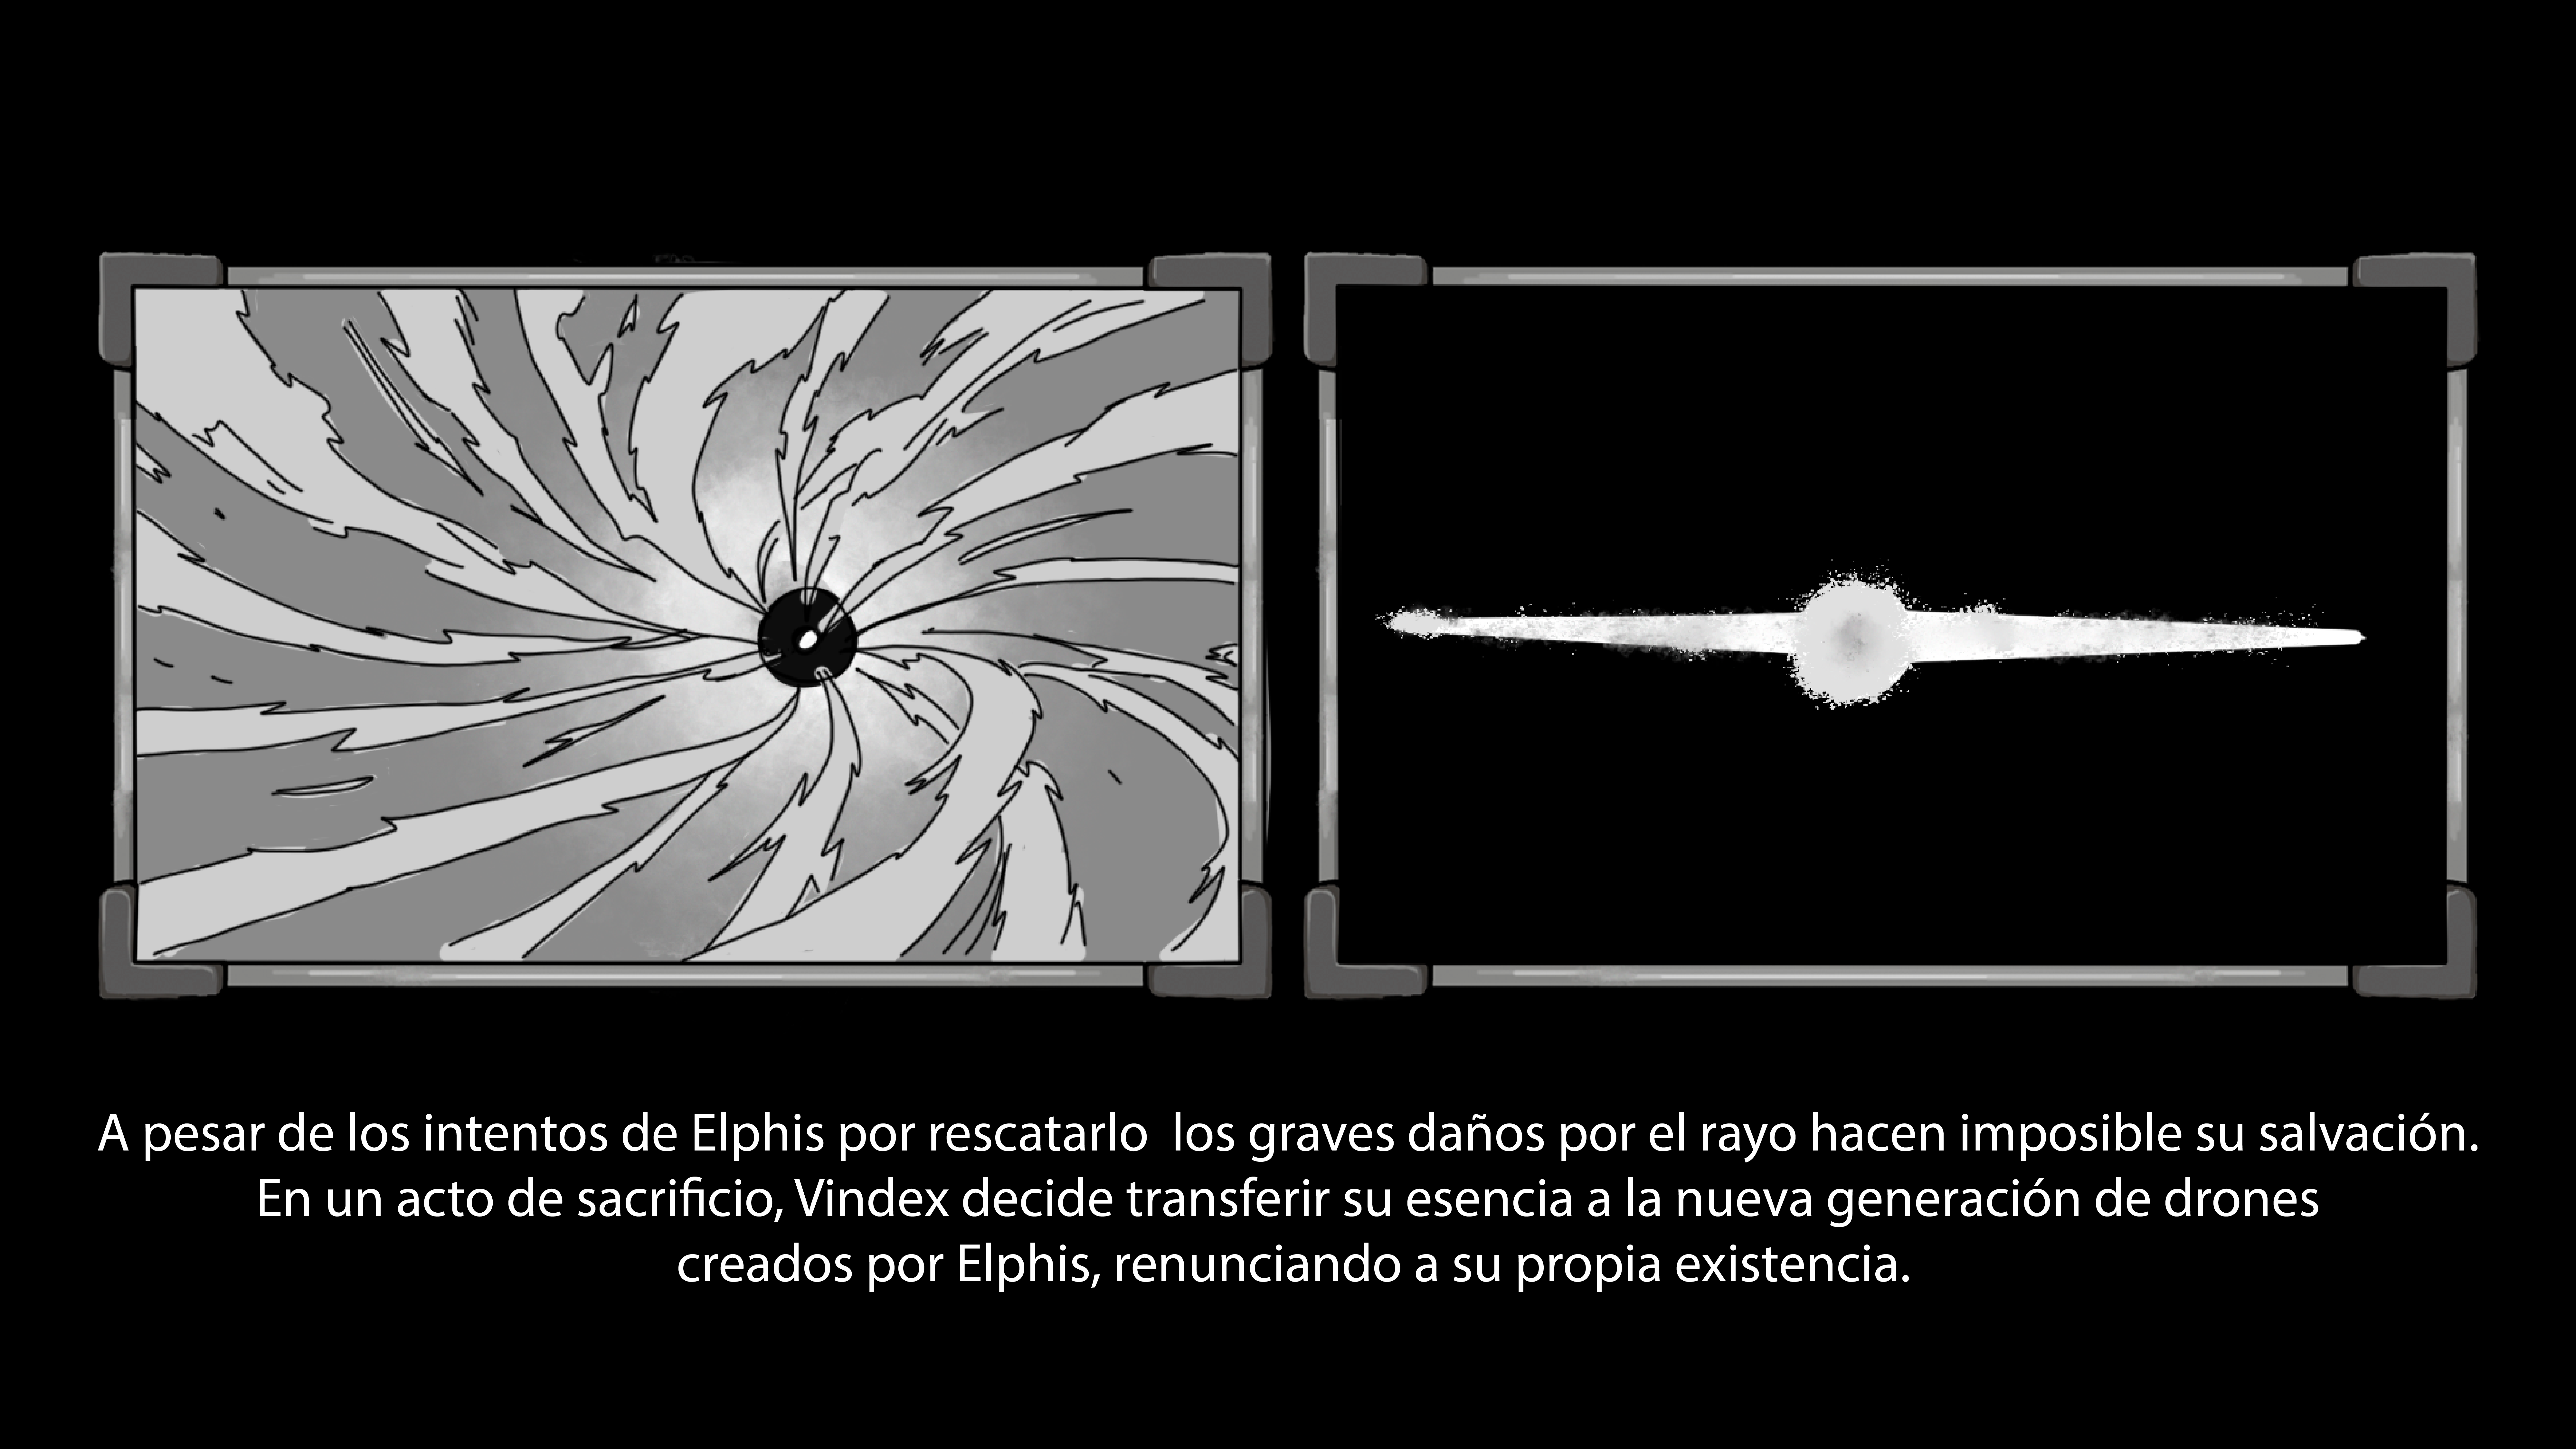 A pesar de los intentos de Elphis por rescatarlo  los graves daños por el rayo hacen imposible su salvación.
En un acto de sacrificio, Vindex decide transferir su esencia a la nueva generación de drones
creados por Elphis, renunciando a su propia existencia.